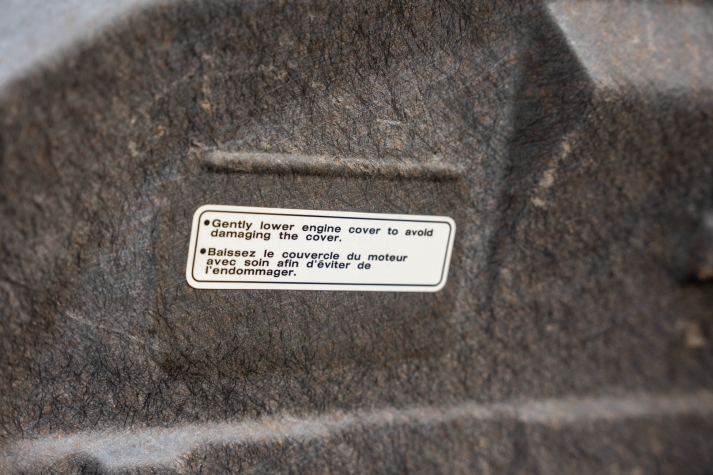 •Gently lower engine cover to avoid
damaging the cover.
•Baissez le couvercle du moteur
avec soin afin d'éviter de
l'endommager.